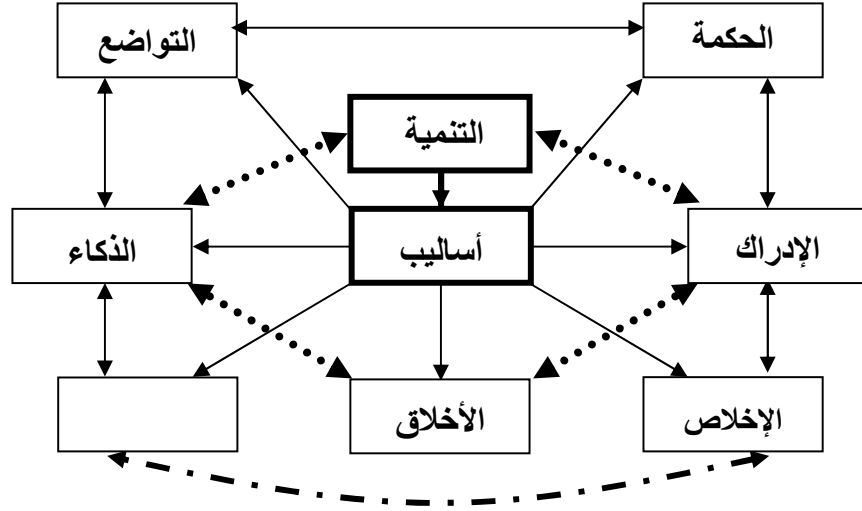 الحكمة
التواضع
التنمية
الإدراك
أساليب
الذكاء
الإخلاص
الأخلاق